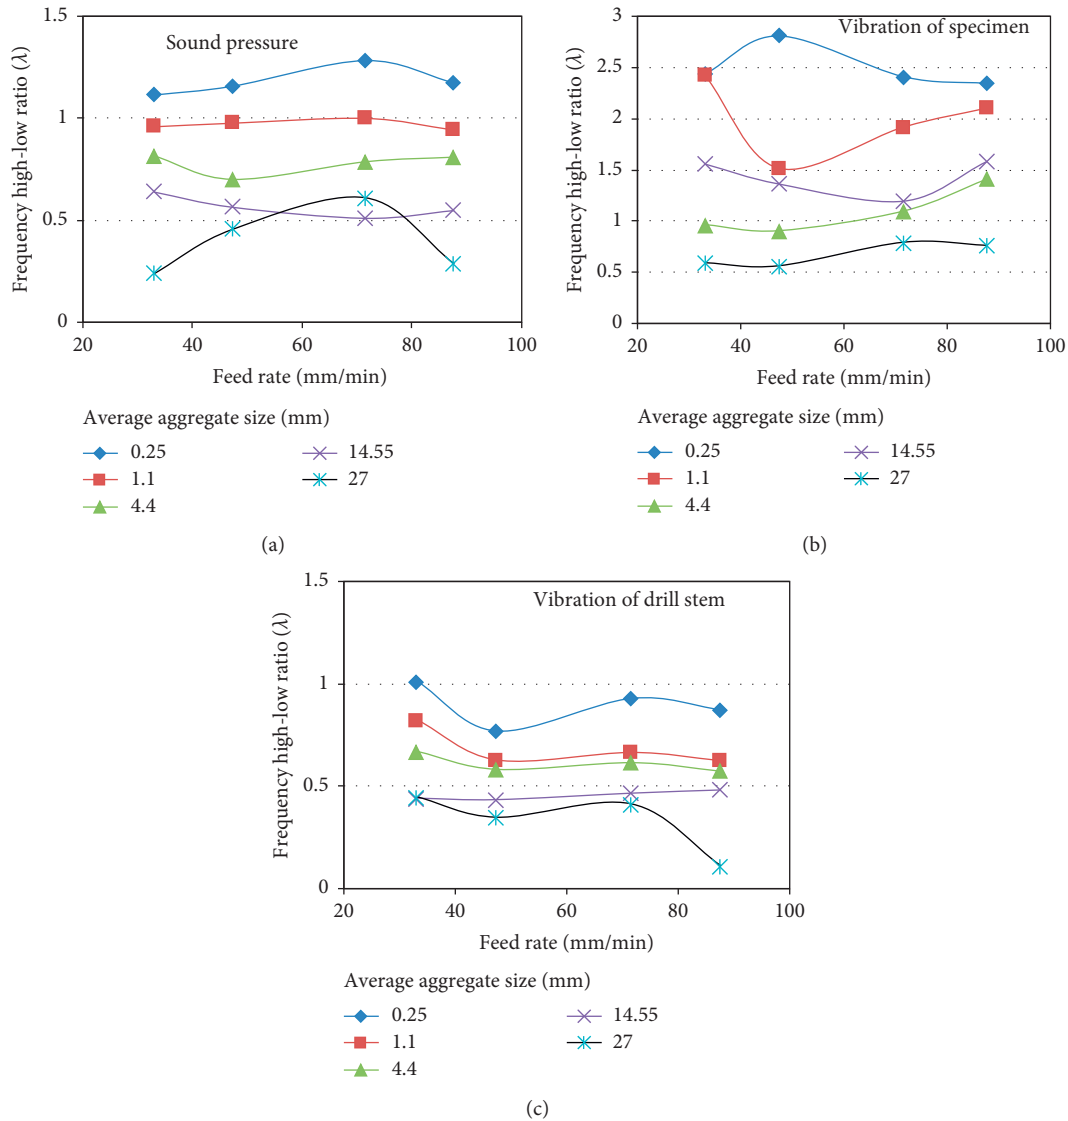 Sound pressure
Frequency high-low ratio (λ)
1.5
1
0.5
0
20 40 60 80 100
Feed rate (mm/min)
Average aggregate size (mm)
0.25 14.55
1.1 27
4.4
(a)
Vibration of specimen
Frequency high-low ratio (λ)
3
2.5
2
1.5
1
0.5
0
20 40 60 80 100
Feed rate (mm/min)
Average aggregate size (mm)
0.25 14.55
1.1 27
4.4
(b)
Vibration of drill stem
Frequency high-low ratio (λ)
1.5
1
0.5
0
20 40 60 80 100
Feed rate (mm/min)
Average aggregate size (mm)
0.25 14.55
1.1 27
4.4
(c)